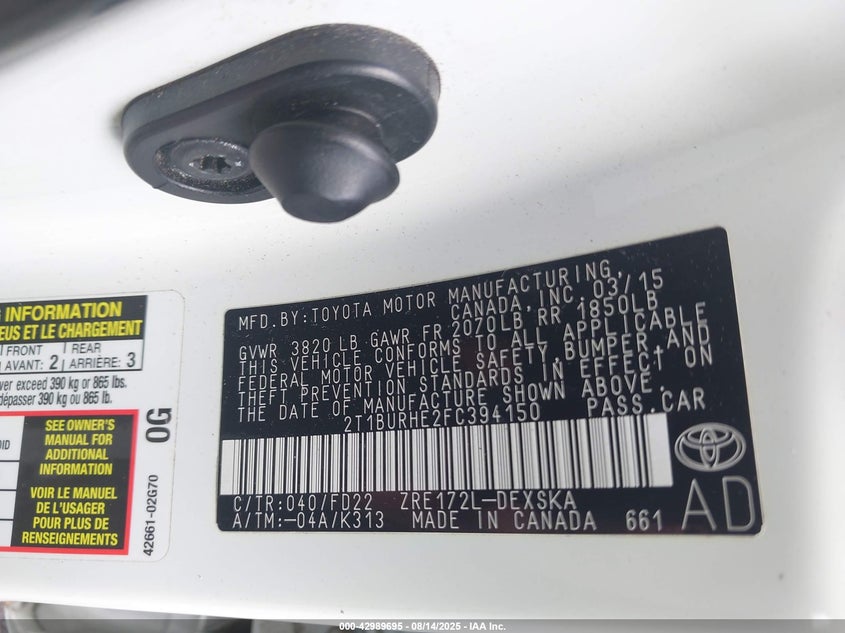 MFD.BY:TOYOTA MOTOR MANUFACTURING,
CANADA, INC. 03/15
GVWR 3820 LB GAWR FR 2070LB RR 1850LB
THIS VEHICLE CONFORMS TO ALL APPLICABLE
FEDERAL MOTOR VEHICLE SAFETY, BUMPER, AND
THEFT PREVENTION STANDARDS IN EFFECT ON
THE DATE OF MANUFACTURE SHOWN ABOVE.
2T1BURHE2FC394150 PASS.CAR
C/TR:040/FD22 ZRE172L-DEXSKA
A/TM:-04A/K313 MADE IN CANADA 661
AD
INFORMATION
EUS ET LE CHARGEMENT
FRONT REAR
AVANT: 2 ARRIÈRE: 3
ver exceed 390 kg or 865 lbs.
dépasser 390 kg ou 865 lb.
SEE OWNER'S
MANUAL FOR
ADDITIONAL
INFORMATION
VOIR LE MANUEL
DE L'USAGER
POUR PLUS DE
RENSEIGNEMENTS
0G
42661-02G70
000-42989695 - 08/14/2025 - IAA Inc.